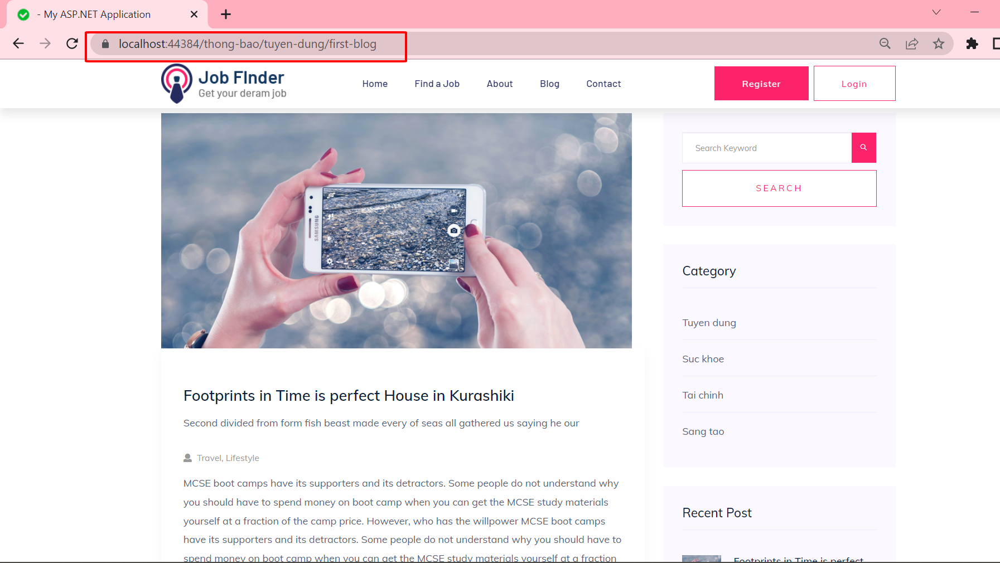 - My ASP.NET Application
localhost:44384/thong-bao/tuyen-dung/first-blog
Job FInder
Get your deram job
Home
Find a Job
About
Blog
Contact
Register
Login
SAMSUNG
MODE
Search Keyword
SEARCH
Category
Tuyen dung
Suc khoe
Tai chinh
Sang tao
Footprints in Time is perfect House in Kurashiki
Second divided from form fish beast made every of seas all gathered us saying he our
Travel, Lifestyle
MCSE boot camps have its supporters and its detractors. Some people do not understand why
you should have to spend money on boot camp when you can get the MCSE study materials
yourself at a fraction of the camp price. However, who has the willpower MCSE boot camps
have its supporters and its detractors. Some people do not understand why you should have to
spend money on boot camp when you can get the MCSE study materials yourself at a fraction
Recent Post
Footprints in Time is perfect